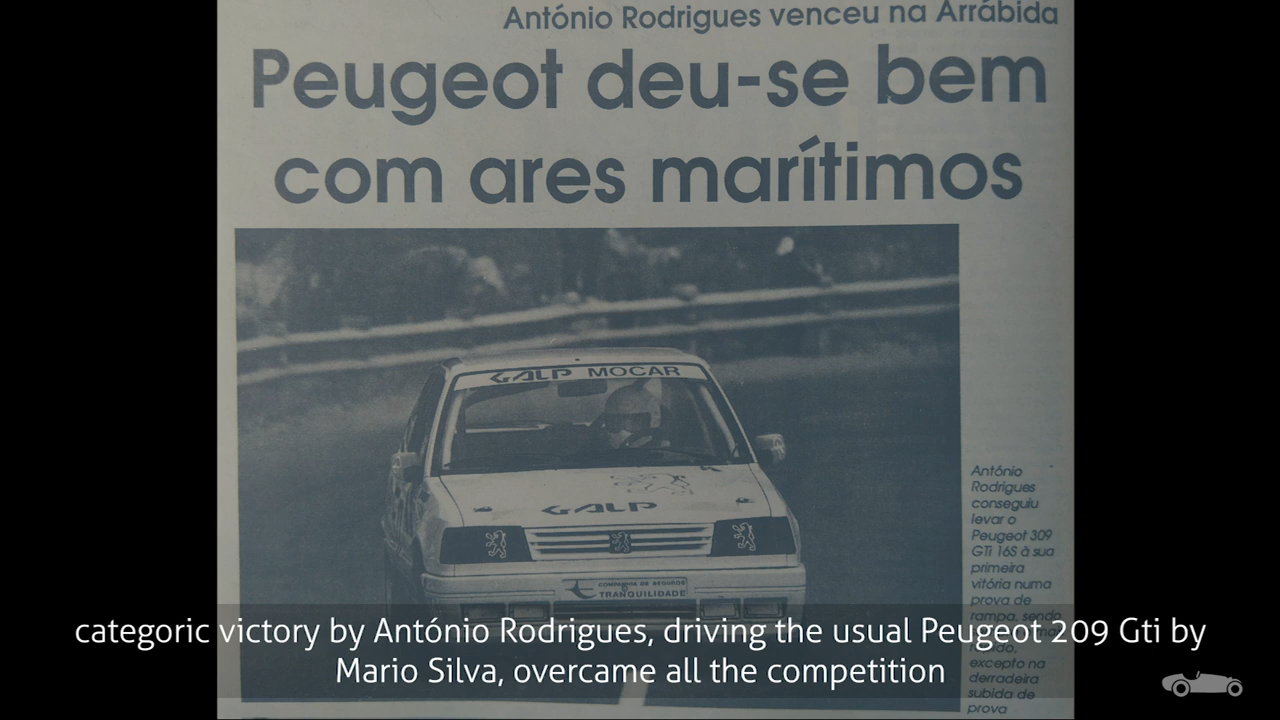 António Rodrigues venceu na Arrábida
Peugeot deu-se bem
com ares marítimos
GALP MOCAR
GALP
COMPANHIA DE SEGUROS
TRANQUILIDADE
António
Rodrigues
conseguiu
levar o
Peugeot 309
GTi 16S à sua
primeira
vitória numa
prova de
rampa, sendo
excepto na
derradeira
subida de
prova
categoric victory by António Rodrigues, driving the usual Peugeot 209 Gti by
Mario Silva, overcame all the competition